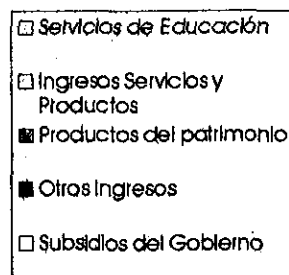 Servicios de Educación
Ingresos Servicios y
Productos
Productos del patrimonio
Otros Ingresos
Subsidios del Gobierno